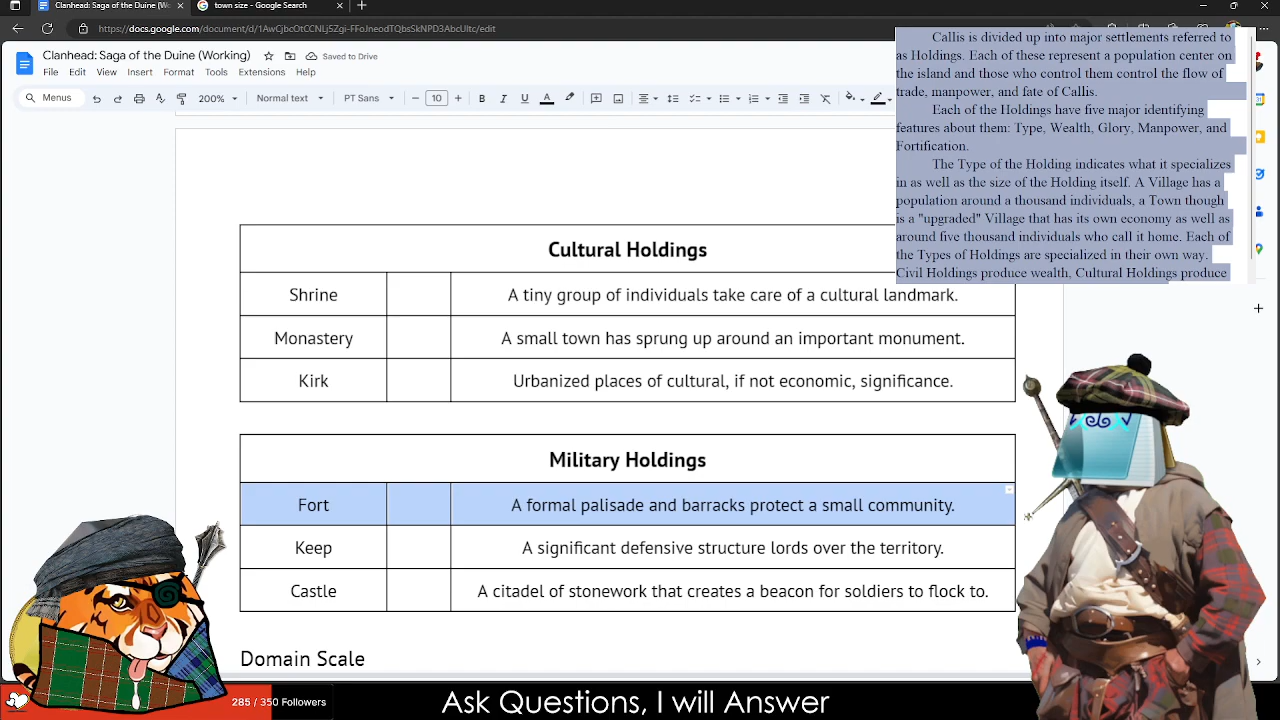 Clanhead: Saga of the Duine (W
town size - Google Search
https://docs.google.com/document/d/1AwCjbcOtCCNLj5Zgi-FFoJneodTQbsSkNPD3AbcUltc/edit
Clanhead: Saga of the Duine (Working)
Saved to Drive
File Edit View Insert Format Tools Extensions Help
Menus 200% Normal text PT Sans 10 B I U A
Callis is divided up into major settlements referred to
as Holdings. Each of these represent a population center on
the island and those who control them control the flow of
trade, manpower, and fate of Callis.
Each of the Holdings have five major identifying
features about them: Type, Wealth, Glory, Manpower, and
Fortification.
The Type of the Holding indicates what it specializes
in as well as the size of the Holding itself. A Village has a
population around a thousand individuals, a Town though
is a "upgraded" Village that has its own economy as well as
around five thousand individuals who call it home. Each of
the Types of Holdings are specialized in their own way.
Civil Holdings produce wealth, Cultural Holdings produce
Cultural Holdings
Shrine A tiny group of individuals take care of a cultural landmark.
Monastery A small town has sprung up around an important monument.
Kirk Urbanized places of cultural, if not economic, significance.
Military Holdings
Fort A formal palisade and barracks protect a small community.
Keep A significant defensive structure lords over the territory.
Castle A citadel of stonework that creates a beacon for soldiers to flock to.
Domain Scale
285 / 350 Followers
Ask Questions, I will Answer